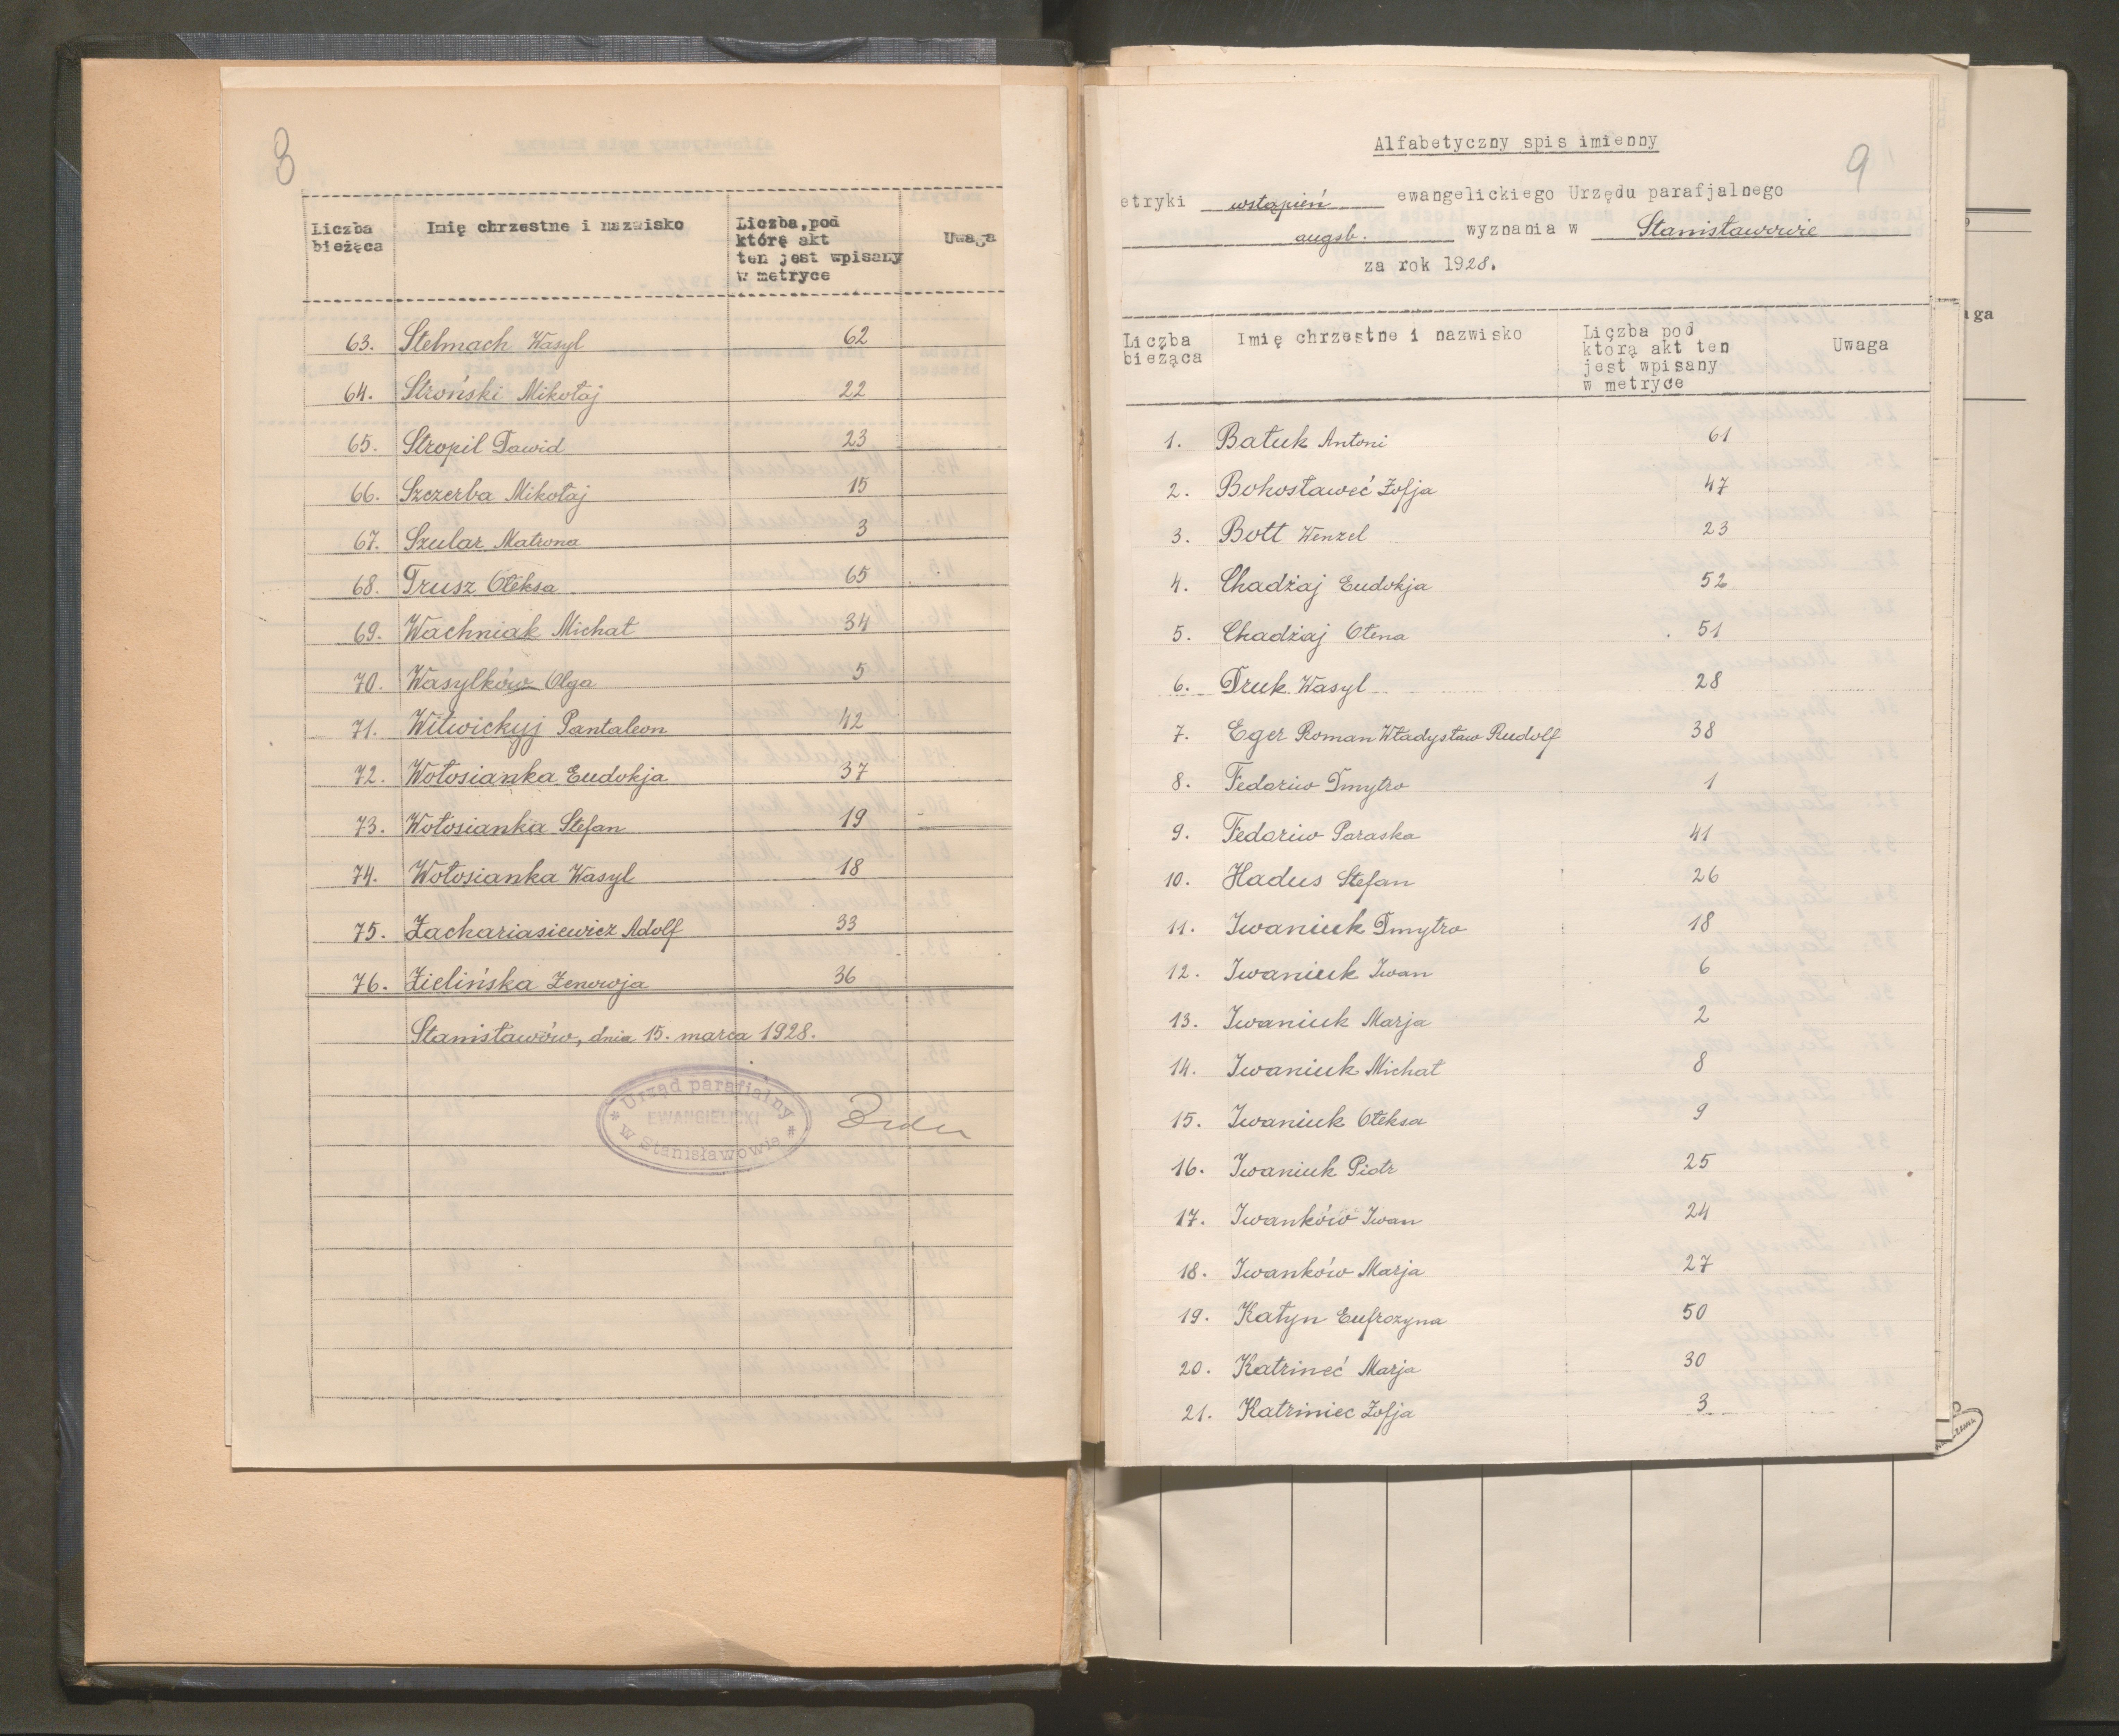 8
Liczba bieżąca Imię chrzestne i nazwisko Liczba, pod którę akt ten jest wpisany w metryce Uwaga
63. Stelmach Wasyl 62
64. Stroński Mikołaj 22
65. Stropil Dawid 23
66. Szczerba Mikołaj 15
67. Szular Matrona 3
68. Trusz Ołeksa 65
69. Wachniak Michał 34
70. Wasylków Olga 5
71. Witwickyj Pantaleon 42
72. Wołosianka Eudokja 37
73. Wołosianka Stefan 19
74. Wołosianka Wasyl 18
75. Zachariasiewicz Adolf 33
76. Zielińska Zenowja 36
Stanisławów, dnia 15. marca 1928.
* Urząd parafialny *
EWANGIELICKI
w Stanisławowie
9
Alfabetyczny spis imienny
etryki wstąpień ewangelickiego Urzędu parafjalnego
augsb. wyznania w Stanisławowie
za rok 1928.
Liczba bieżąca Imię chrzestne i nazwisko Liczba pod którą akt ten jest wpisany w metryce Uwaga
1. Bałuk Antoni 61
2. Bohosławeć Zofja 47
3. Bott Wenzel 23
4. Chadżaj Eudokja 52
5. Chadżaj Ołena 51
6. Druk Wasyl 28
7. Eger Roman Władysław Rudolf 38
8. Fedoriw Dmytro 1
9. Fedoriw Paraska 41
10. Hadus Stefan 26
11. Iwaniuk Dmytro 18
12. Iwaniuk Iwan 6
13. Iwaniuk Marja 2
14. Iwaniuk Michał 8
15. Iwaniuk Ołeksa 9
16. Iwaniuk Piotr 25
17. Iwanków Iwan 24
18. Iwanków Marja 27
19. Katyn Eufrozyna 50
20. Katrineć Marja 30
21. Katriniec Zofja 3
aga